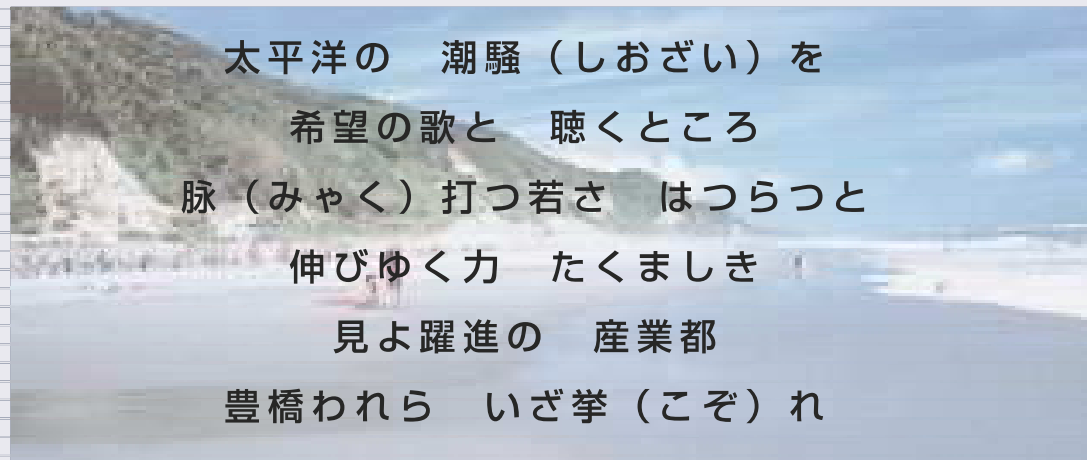 太平洋の　潮騒（しおざい）を
希望の歌と　聴くところ
脉（みゃく）打つ若さ　はつらつと
伸びゆく力　たくましき
見よ躍進の　産業都
豊橋われら　いざ挙（こぞ）れ